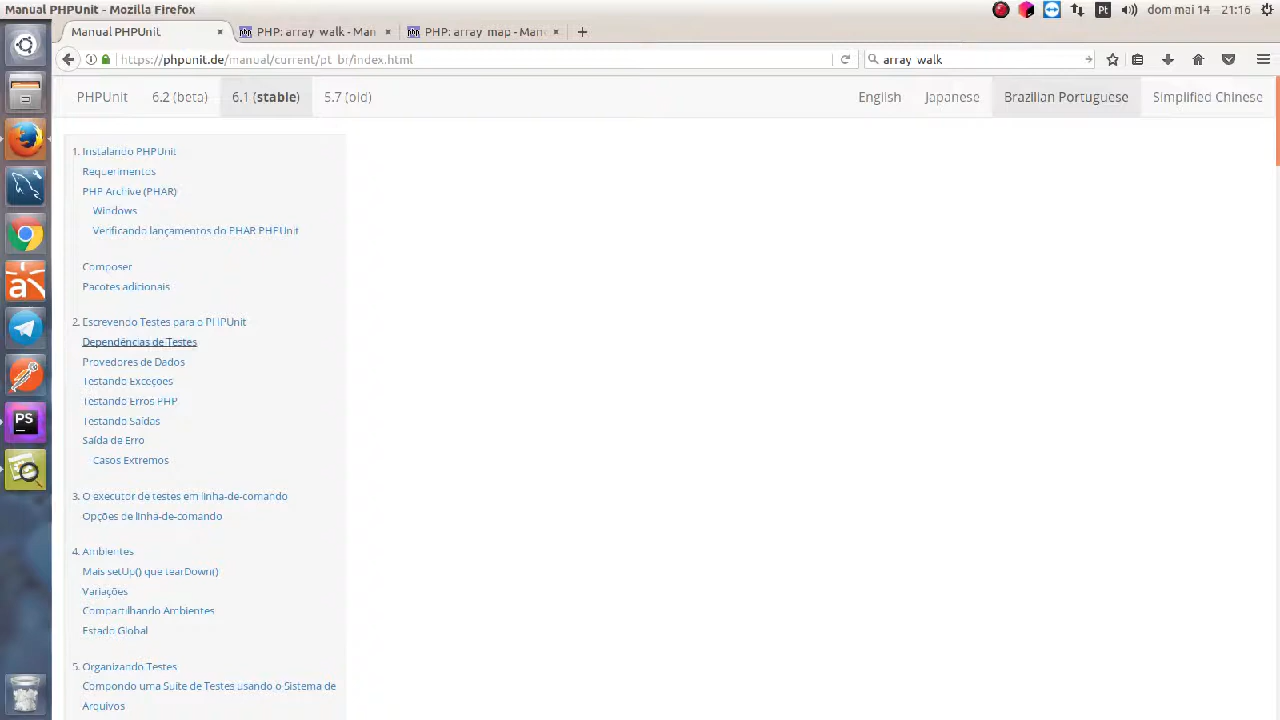 Manual PHPUnit - Mozilla Firefox
Pt
dom mai 14 - 21:16
Manual PHPUnit ×
PHP: array_walk - Man ×
PHP: array_map - Man ×
https://phpunit.de/manual/current/pt_br/index.html
array_walk
PHPUnit 6.2 (beta) 6.1 (stable) 5.7 (old)
English Japanese Brazilian Portuguese Simplified Chinese
1. Instalando PHPUnit
Requerimentos
PHP Archive (PHAR)
Windows
Verificando lançamentos do PHAR PHPUnit
Composer
Pacotes adicionais
2. Escrevendo Testes para o PHPUnit
Dependências de Testes
Provedores de Dados
Testando Exceções
Testando Erros PHP
Testando Saídas
Saída de Erro
Casos Extremos
3. O executor de testes em linha-de-comando
Opções de linha-de-comando
4. Ambientes
Mais setUp() que tearDown()
Variações
Compartilhando Ambientes
Estado Global
5. Organizando Testes
Compondo uma Suíte de Testes usando o Sistema de
Arquivos
PS